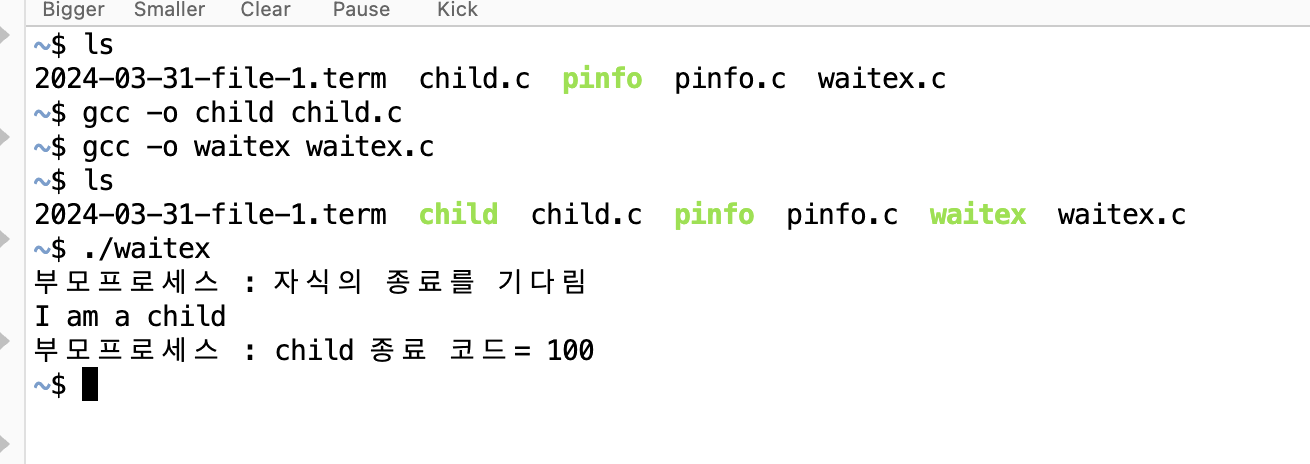 Bigger Smaller Clear Pause Kick
~$ ls
2024-03-31-file-1.term child.c pinfo pinfo.c waitex.c
~$ gcc -o child child.c
~$ gcc -o waitex waitex.c
~$ ls
2024-03-31-file-1.term child child.c pinfo pinfo.c waitex waitex.c
~$ ./waitex
부모프로세스 : 자식의 종료를 기다림
I am a child
부모프로세스 : child 종료 코드= 100
~$